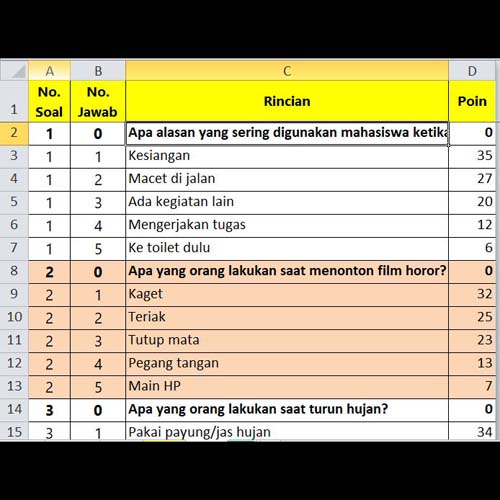 A B C D
1 No. Soal No. Jawab Rincian Poin
2 1 0 Apa alasan yang sering digunakan mahasiswa ketika 0
3 1 1 Kesiangan 35
4 1 2 Macet di jalan 27
5 1 3 Ada kegiatan lain 20
6 1 4 Mengerjakan tugas 12
7 1 5 Ke toilet dulu 6
8 2 0 Apa yang orang lakukan saat menonton film horor? 0
9 2 1 Kaget 32
10 2 2 Teriak 25
11 2 3 Tutup mata 23
12 2 4 Pegang tangan 13
13 2 5 Main HP 7
14 3 0 Apa yang orang lakukan saat turun hujan? 0
15 3 1 Pakai payung/jas hujan 34